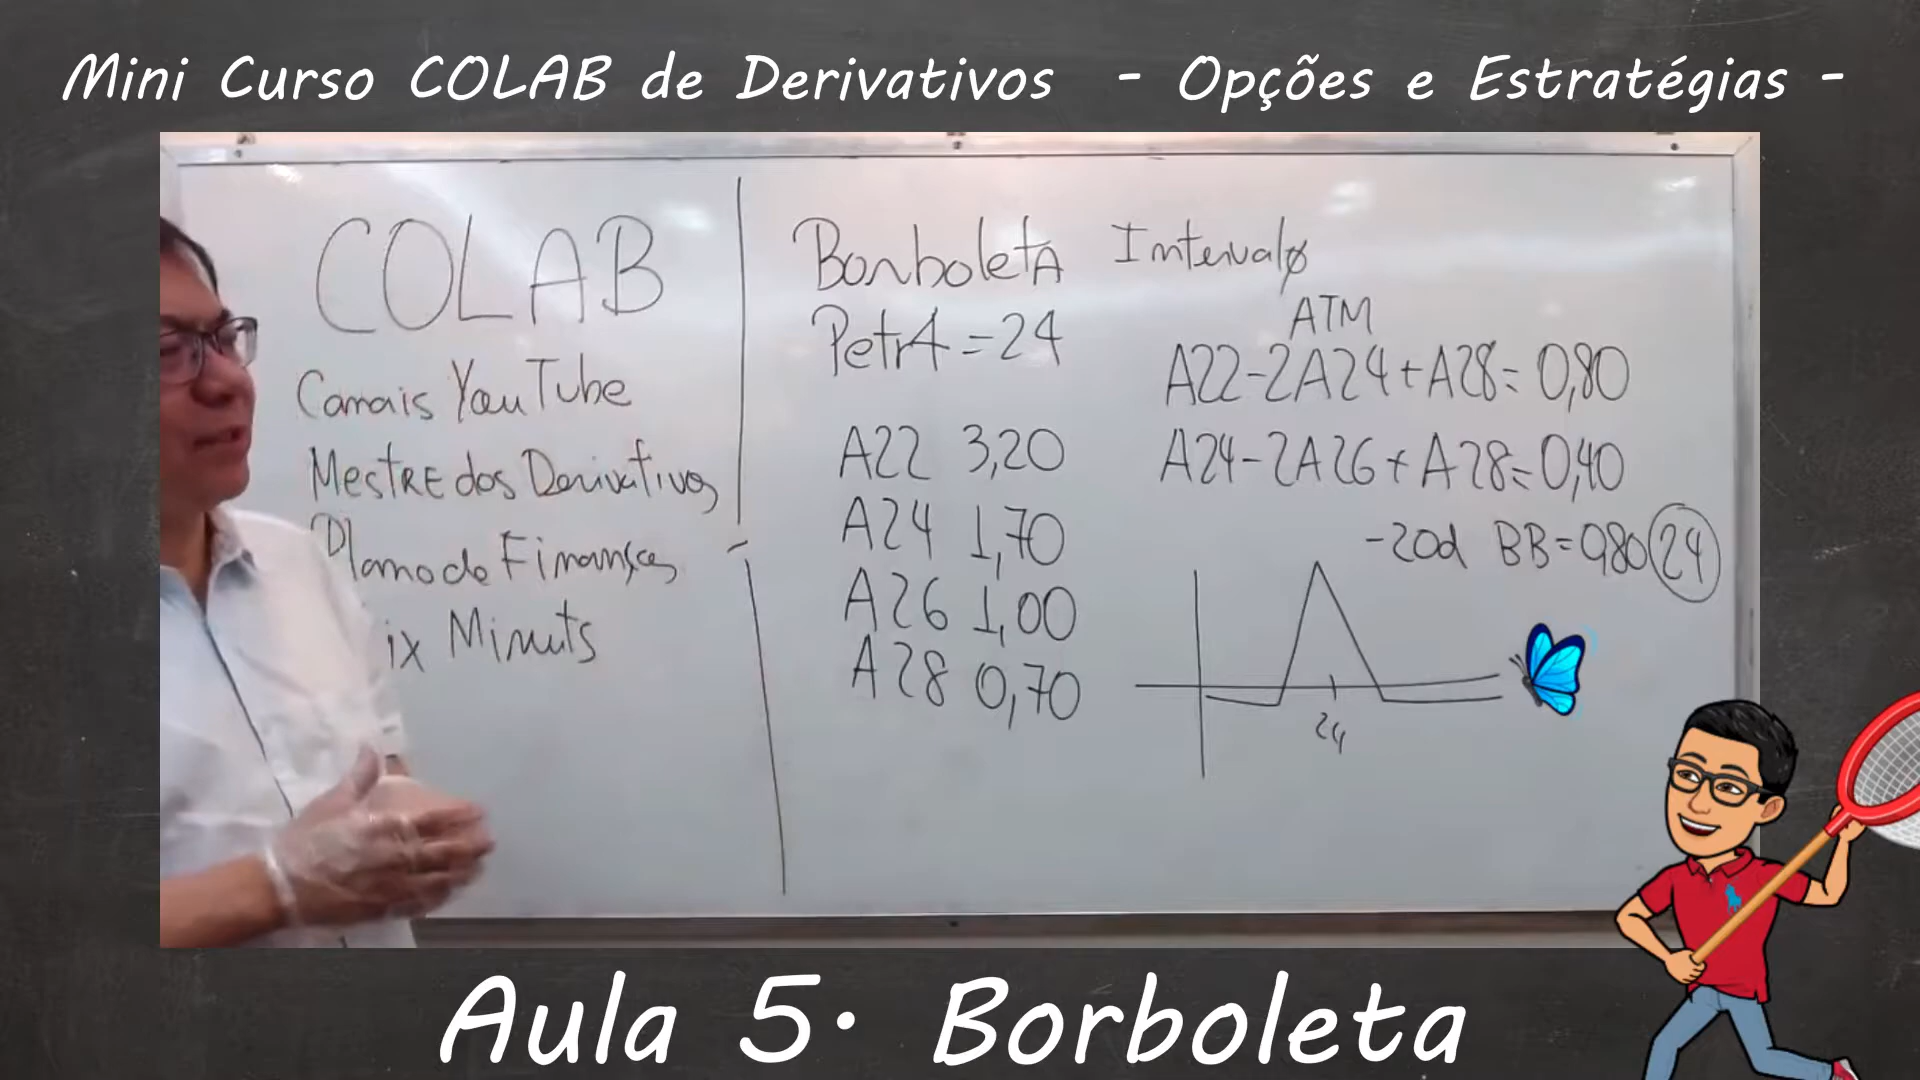 Mini Curso COLAB de Derivativos - Opções e Estratégias -
COLAB
Canais YouTube
Mestre dos Derivativos
Plano de Finanças
ix Minuts
Borboleta Intervalo
Petr4 = 24
A22 3,20
A24 1,70
A26 1,00
A28 0,70
ATM
A22-2A24+A28= 0,80
A24-2A26+A28=0,40
-20d BB=0,80 24
24
Aula 5. Borboleta